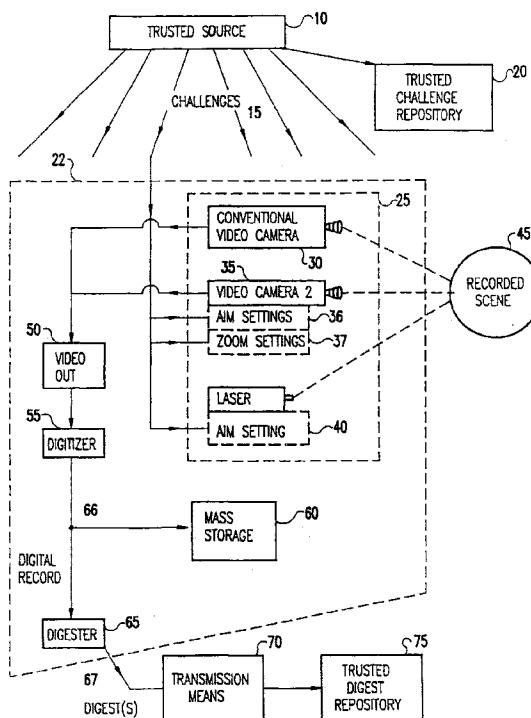 10
TRUSTED SOURCE
20
TRUSTED
CHALLENGE
REPOSITORY
CHALLENGES
15
22
25
45
CONVENTIONAL
VIDEO CAMERA
30
35
VIDEO CAMERA 2
36
AIM SETTINGS
37
ZOOM SETTINGS
RECORDED
SCENE
50
VIDEO
OUT
LASER
AIM SETTING
40
55
DIGITIZER
66
MASS
STORAGE
60
DIGITAL
RECORD
65
DIGESTER
67
DIGEST(S)
70
TRANSMISSION
MEANS
75
TRUSTED
DIGEST
REPOSITORY